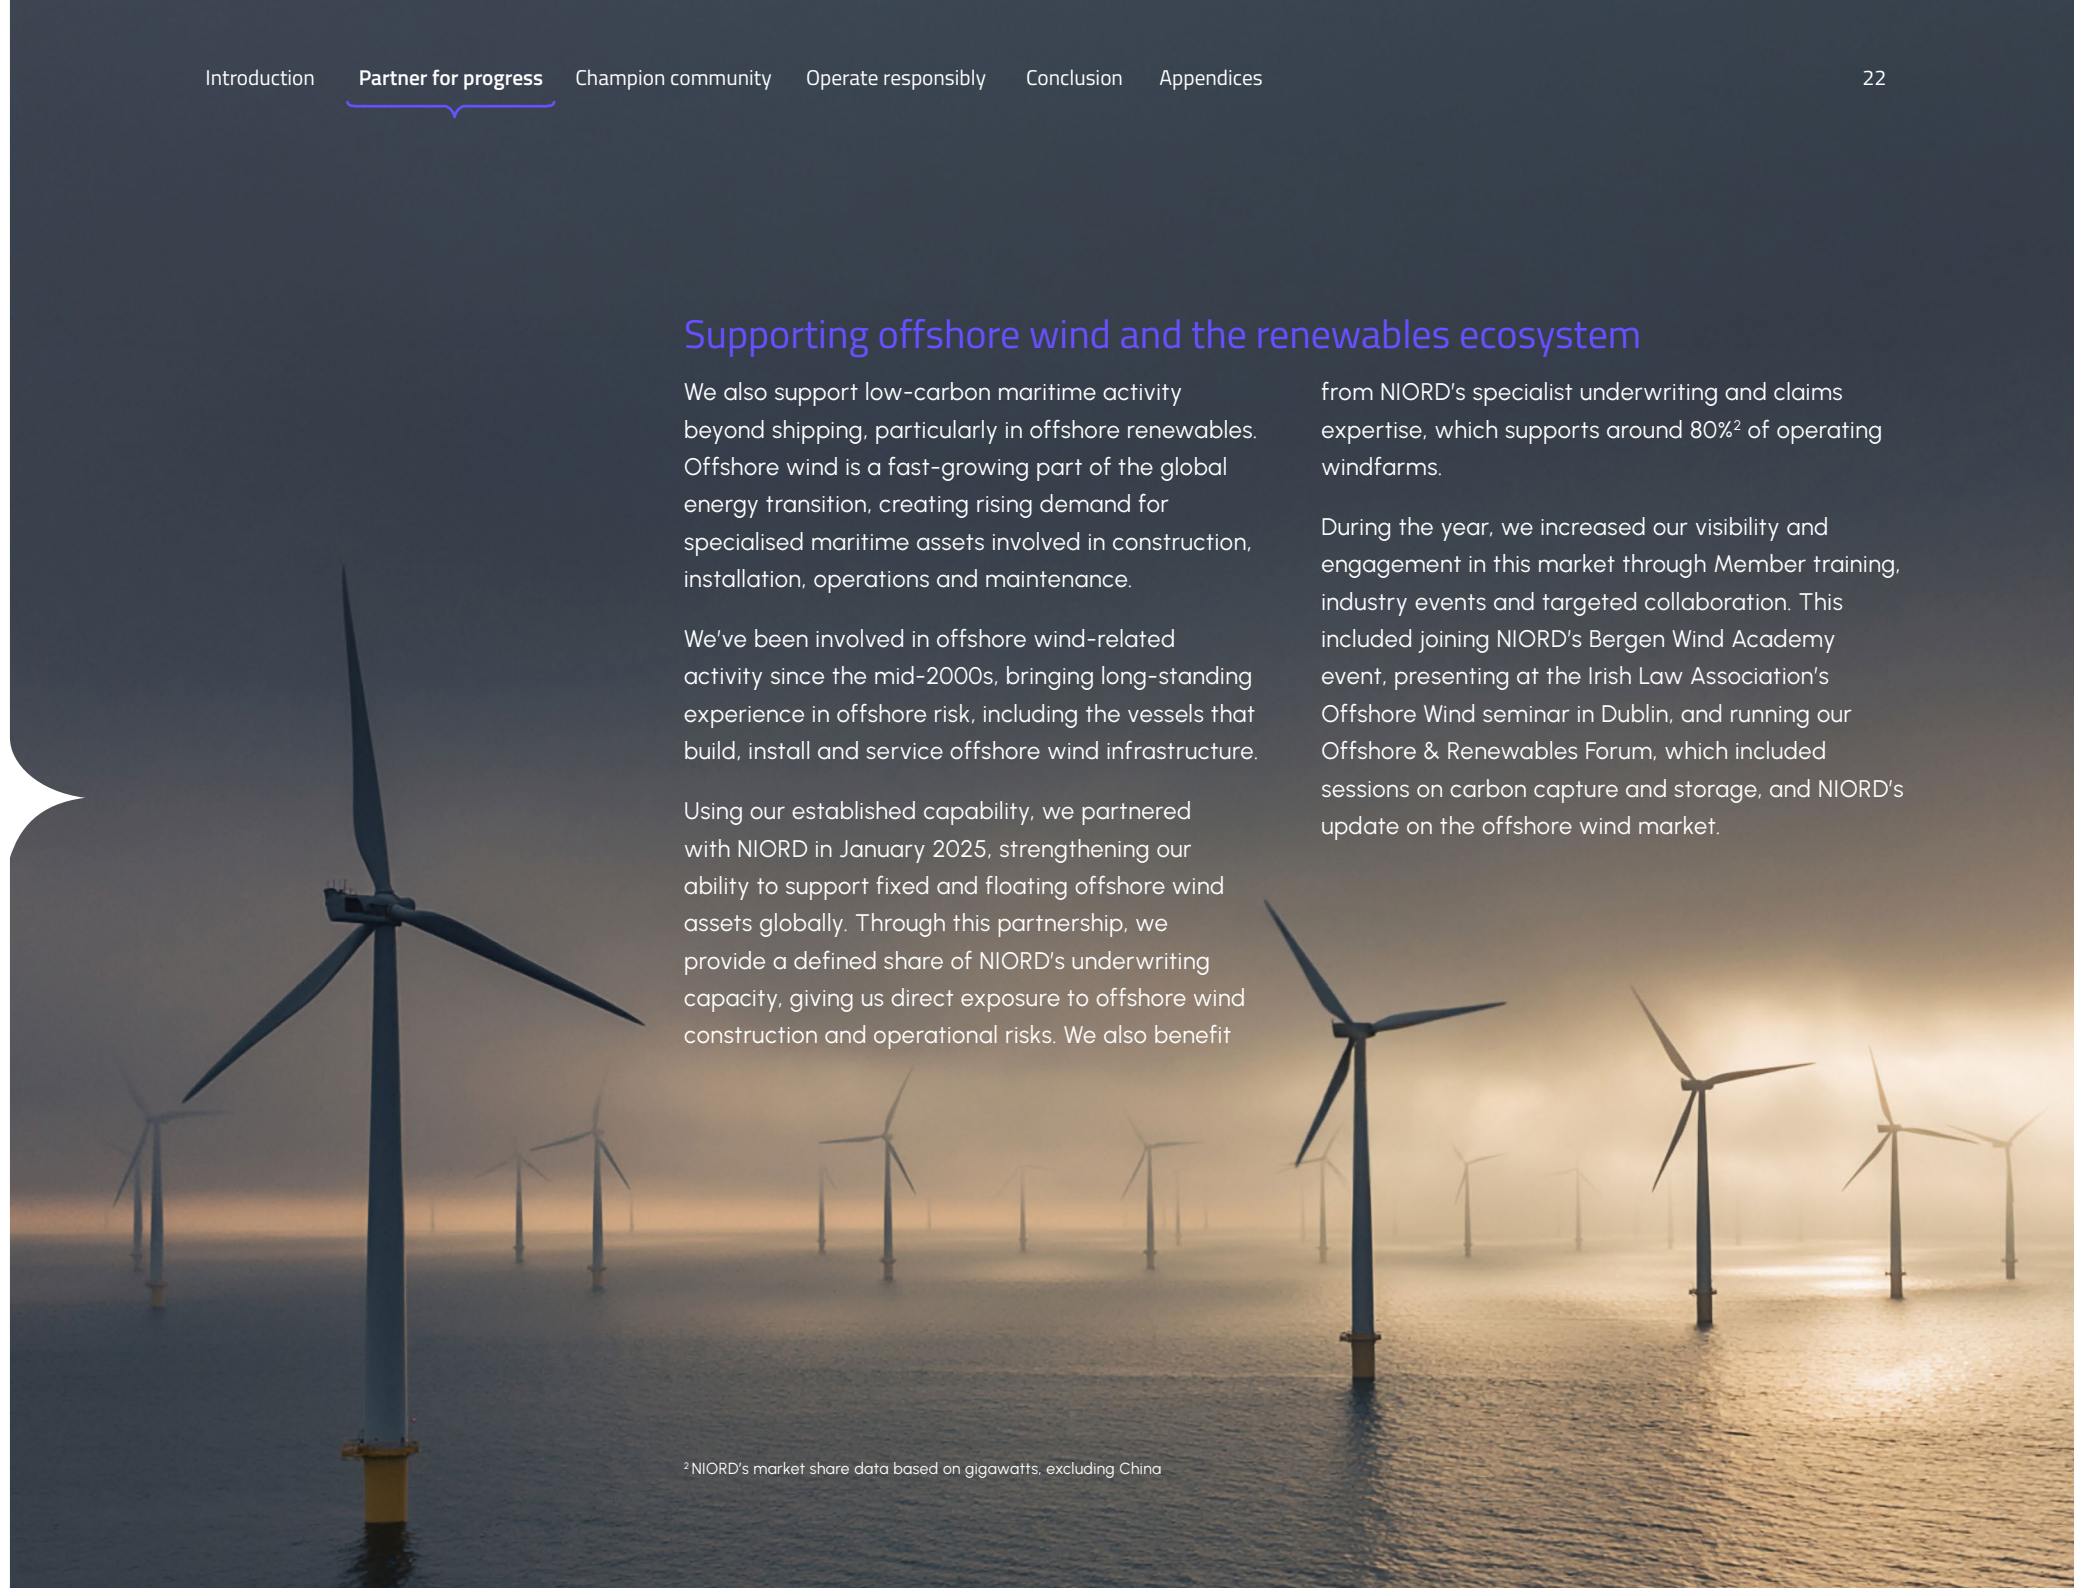 Introduction Partner for progress Champion community Operate responsibly Conclusion Appendices 22
Supporting offshore wind and the renewables ecosystem
We also support low-carbon maritime activity
beyond shipping, particularly in offshore renewables.
Offshore wind is a fast-growing part of the global
energy transition, creating rising demand for
specialised maritime assets involved in construction,
installation, operations and maintenance.
We’ve been involved in offshore wind-related
activity since the mid-2000s, bringing long-standing
experience in offshore risk, including the vessels that
build, install and service offshore wind infrastructure.
Using our established capability, we partnered
with NIORD in January 2025, strengthening our
ability to support fixed and floating offshore wind
assets globally. Through this partnership, we
provide a defined share of NIORD’s underwriting
capacity, giving us direct exposure to offshore wind
construction and operational risks. We also benefit
from NIORD’s specialist underwriting and claims
expertise, which supports around 80%² of operating
windfarms.
During the year, we increased our visibility and
engagement in this market through Member training,
industry events and targeted collaboration. This
included joining NIORD’s Bergen Wind Academy
event, presenting at the Irish Law Association’s
Offshore Wind seminar in Dublin, and running our
Offshore & Renewables Forum, which included
sessions on carbon capture and storage, and NIORD’s
update on the offshore wind market.
² NIORD’s market share data based on gigawatts, excluding China